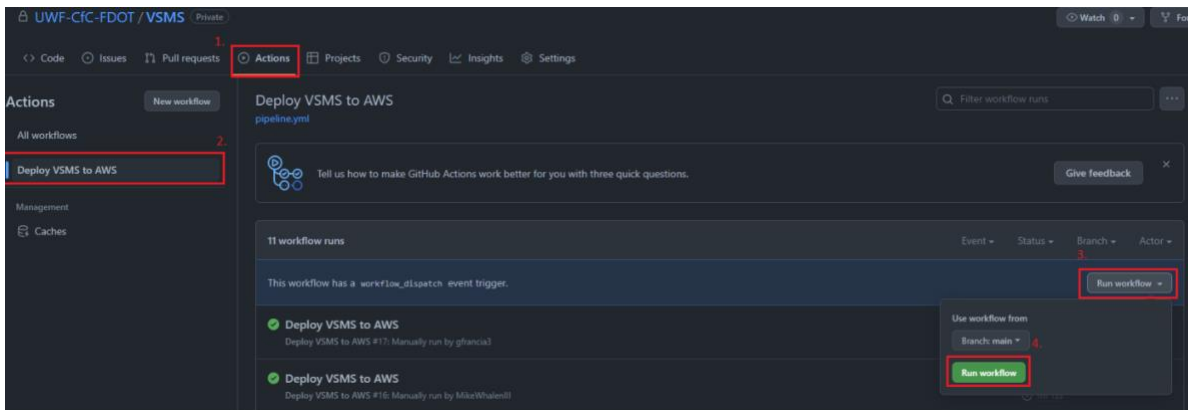 UWF-CfC-FDOT / VSMS Private
Watch 0
1.
Code Issues Pull requests Actions Projects Security Insights Settings
Actions New workflow
Deploy VSMS to AWS
pipeline.yml
Filter workflow runs
All workflows
2.
Deploy VSMS to AWS
Tell us how to make GitHub Actions work better for you with three quick questions.
Give feedback
Management
Caches
11 workflow runs
Event Status Branch Actor
3.
This workflow has a workflow_dispatch event trigger.
Run workflow
Use workflow from
Branch: main
4.
Run workflow
Deploy VSMS to AWS
Deploy VSMS to AWS #17: Manually run by gfrancia3
Deploy VSMS to AWS
Deploy VSMS to AWS #16: Manually run by MikeWhalenIII